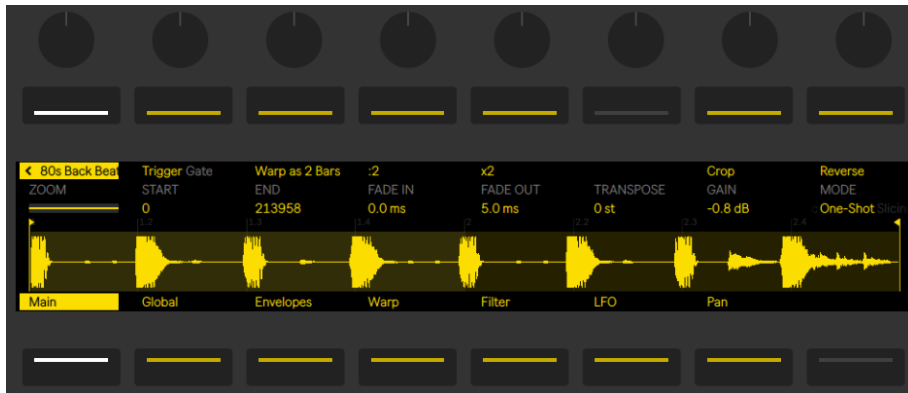 80s Back Beat Trigger Gate Warp as 2 Bars :2 x2 Crop Reverse
ZOOM START END FADE IN FADE OUT TRANSPOSE GAIN MODE
0 213958 0.0 ms 5.0 ms 0 st -0.8 dB One-Shot Slicin
1.2 1.3 1.4 2 2.2 2.3 2.4
Main Global Envelopes Warp Filter LFO Pan